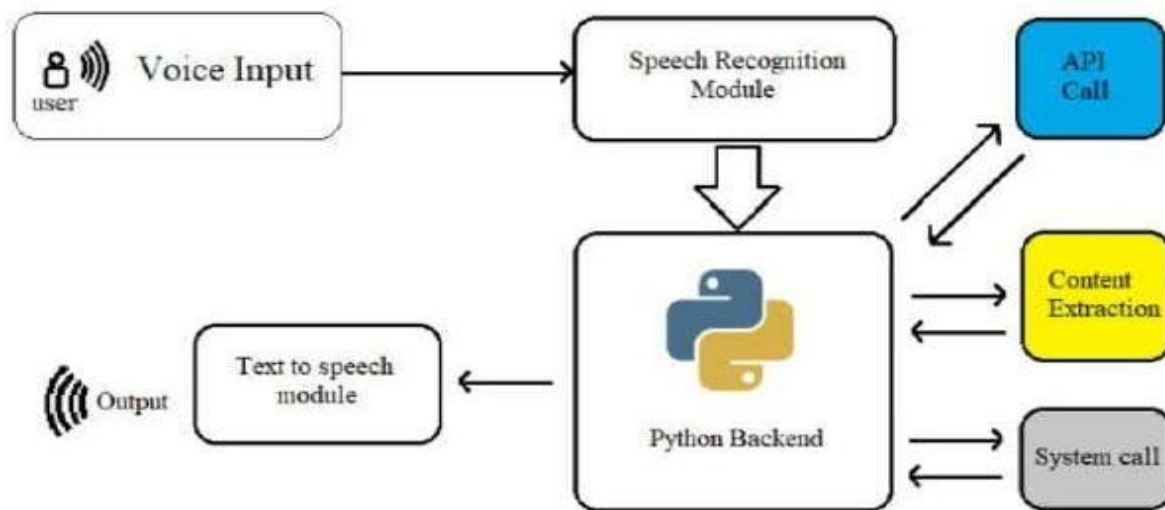 Voice Input
user
Speech Recognition
Module
API
Call
Content
Extraction
Text to speech
module
Output
Python Backend
System call